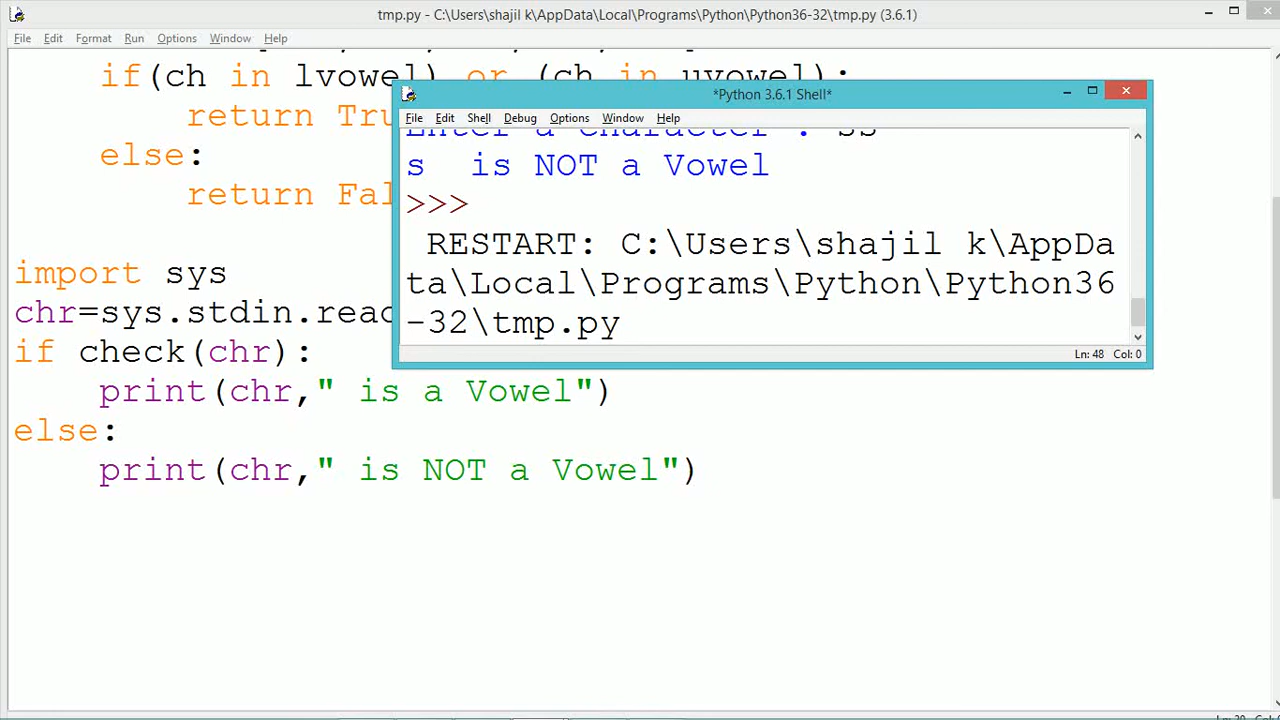 tmp.py - C:\Users\shajil k\AppData\Local\Programs\Python\Python36-32\tmp.py (3.6.1)
File Edit Format Run Options Window Help
if(ch in lvowel) or (ch in uvowel):
return Tru
else:
return Fal
import sys
chr=sys.stdin.read
if check(chr):
print(chr," is a Vowel")
else:
print(chr," is NOT a Vowel")
*Python 3.6.1 Shell*
File Edit Shell Debug Options Window Help
Enter a character : ss
s  is NOT a Vowel
>>>
RESTART: C:\Users\shajil k\AppDa
ta\Local\Programs\Python\Python36
-32\tmp.py
Ln: 48 Col: 0